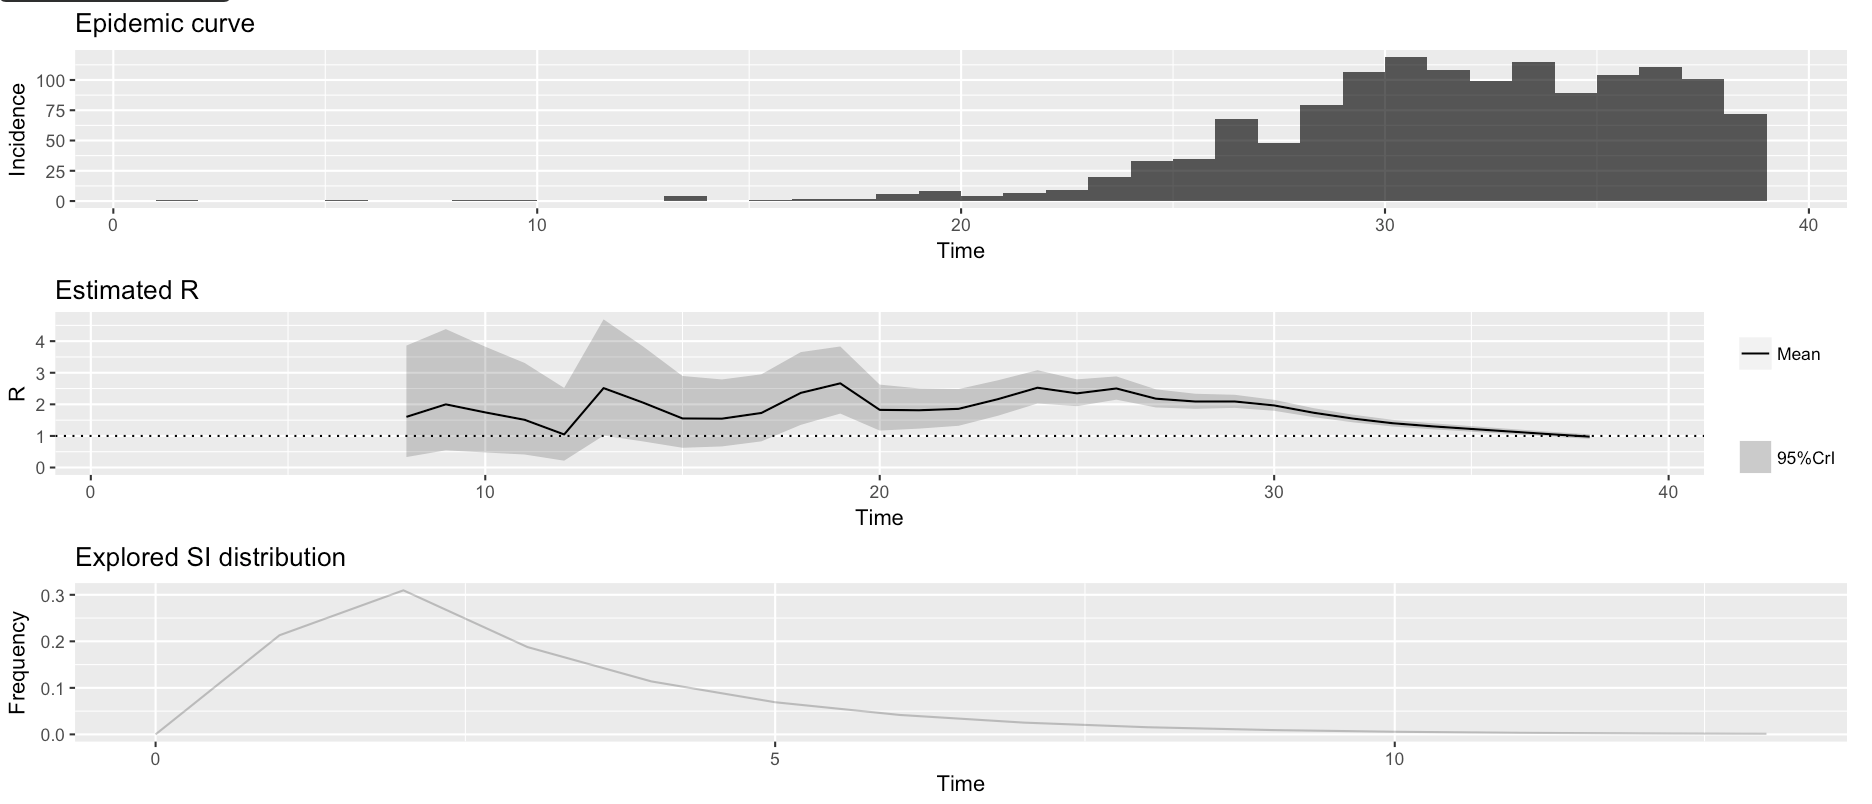 Epidemic curve
100
75
50
25
0
Incidence
0 10 20 30 40
Time
Estimated R
4
3
2
1
0
R
Mean
95%CrI
0 10 20 30 40
Time
Explored SI distribution
0.3
0.2
0.1
0.0
Frequency
0 5 10
Time